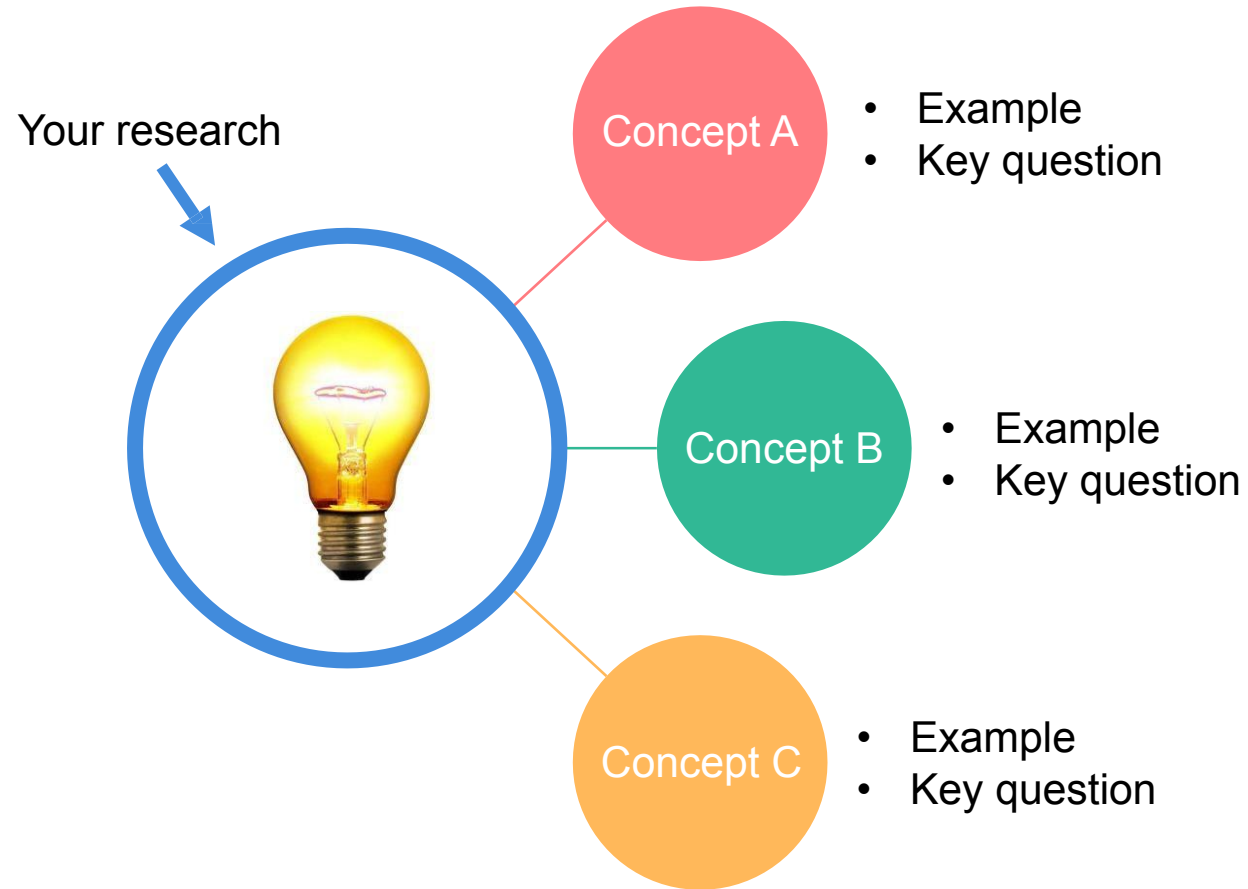 Your research
Concept A
• Example
• Key question
Concept B
• Example
• Key question
Concept C
• Example
• Key question